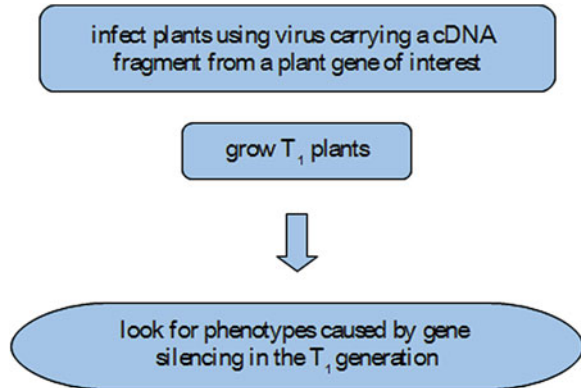 infect plants using virus carrying a cDNA
fragment from a plant gene of interest
grow T₁ plants
look for phenotypes caused by gene
silencing in the T₁ generation